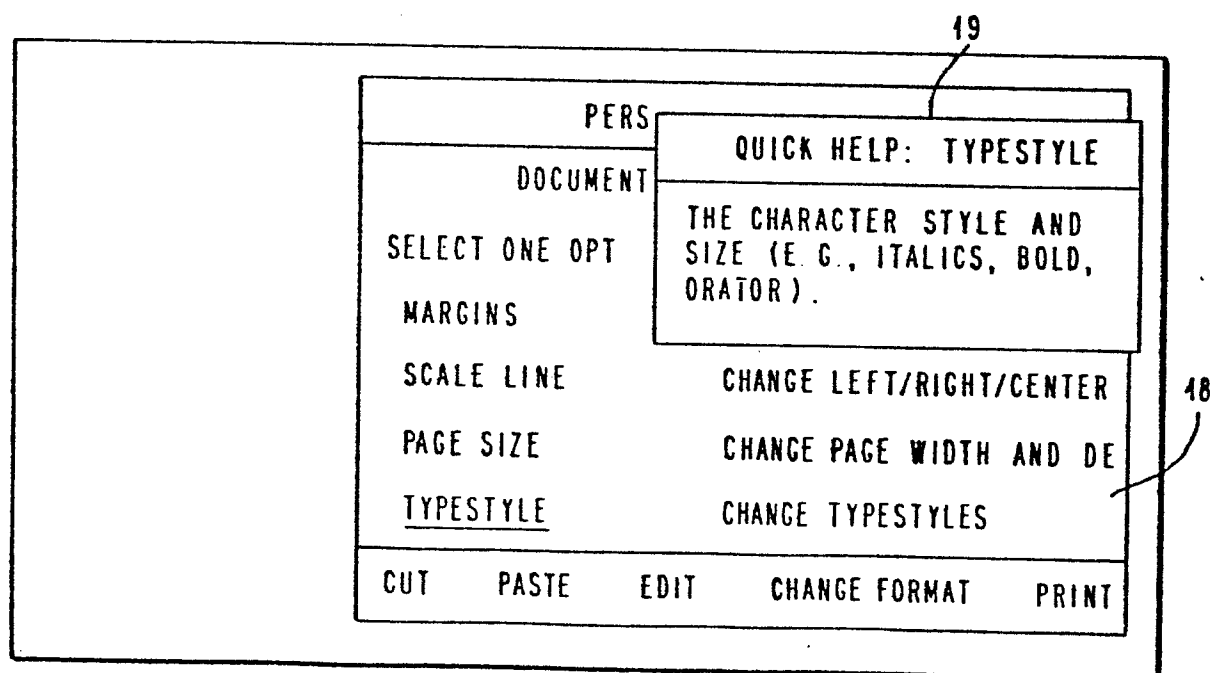 19
PERS
QUICK HELP: TYPESTYLE
DOCUMENT
THE CHARACTER STYLE AND
SIZE (E.G., ITALICS, BOLD,
ORATOR).
SELECT ONE OPT
MARGINS
SCALE LINE CHANGE LEFT/RIGHT/CENTER
18
PAGE SIZE CHANGE PAGE WIDTH AND DE
TYPESTYLE CHANGE TYPESTYLES
CUT PASTE EDIT CHANGE FORMAT PRINT